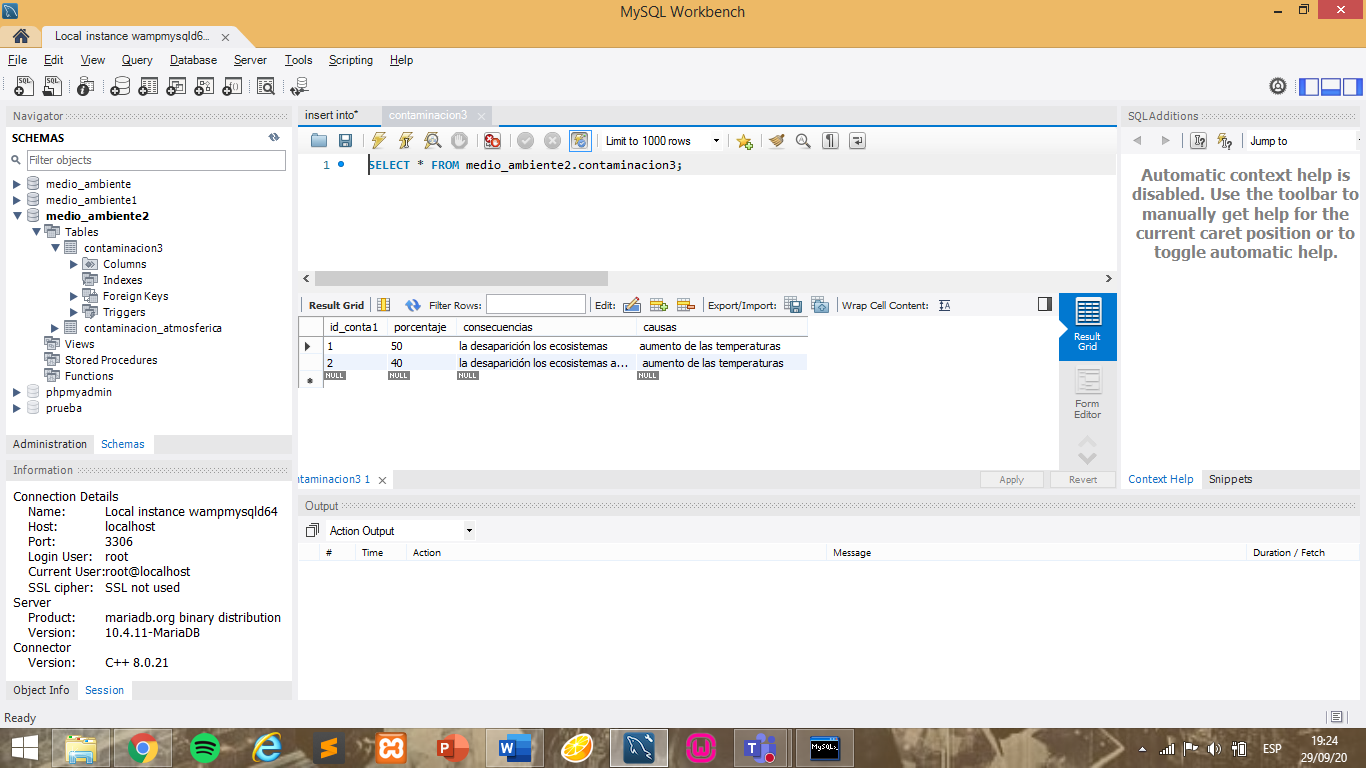 MySQL Workbench
Local instance wampmysqld6...
File Edit View Query Database Server Tools Scripting Help
Navigator
SCHEMAS
Filter objects
medio_ambiente
medio_ambiente1
medio_ambiente2
Tables
contaminacion3
Columns
Indexes
Foreign Keys
Triggers
contaminacion_atmosferica
Views
Stored Procedures
Functions
phpmyadmin
prueba
Administration Schemas
Information
Connection Details
Name: Local instance wampmysqld64
Host: localhost
Port: 3306
Login User: root
Current User:root@localhost
SSL cipher: SSL not used
Server
Product: mariadb.org binary distribution
Version: 10.4.11-MariaDB
Connector
Version: C++ 8.0.21
Object Info Session
insert into* contaminacion3
Limit to 1000 rows
1 SELECT * FROM medio_ambiente2.contaminacion3;
Result Grid Filter Rows: Edit: Export/Import: Wrap Cell Content:
id_conta1 porcentaje consecuencias causas
1 50 la desaparición los ecosistemas aumento de las temperaturas
2 40 la desaparición los ecosistemas a... aumento de las temperaturas
NULL NULL NULL NULL
Result
Grid
Form
Editor
ntaminacion3 1
Apply Revert
Output
Action Output
# Time Action Message Duration / Fetch
SQLAdditions
Jump to
Automatic context help is
disabled. Use the toolbar to
manually get help for the
current caret position or to
toggle automatic help.
Context Help Snippets
Ready
ESP
19:24
29/09/20